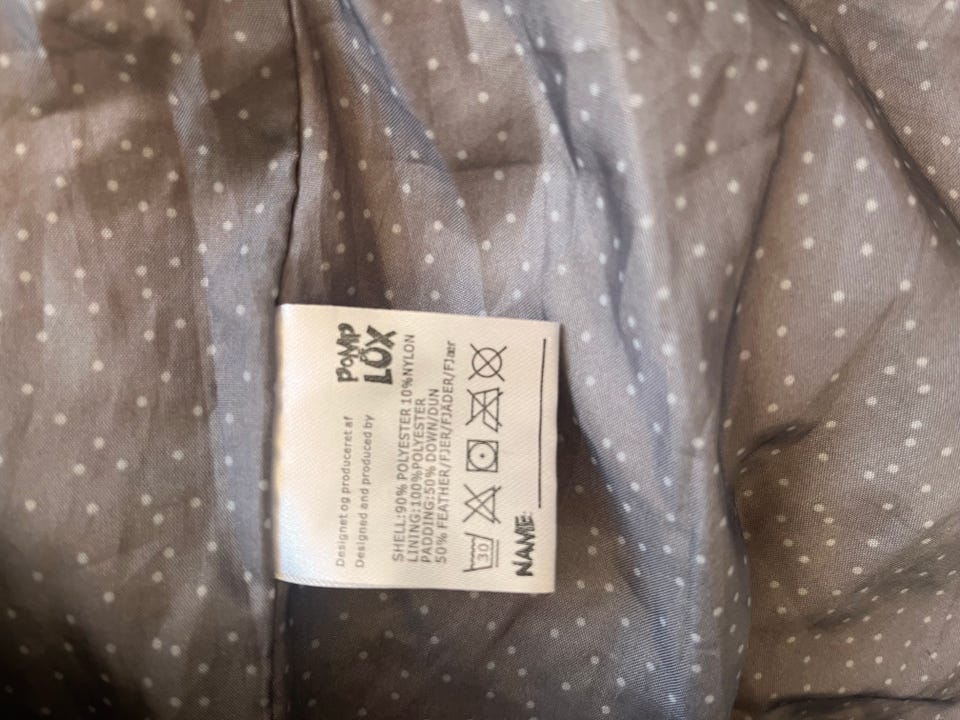 Designet og produceret af
Designed and produced by
POMP
LÖX
SHELL:90% POLYESTER 10%NYLON
LINING:100%POLYESTER
PADDING:50% DOWN/DUN
50% FEATHER/FJER/FJÄDER/FJær
30
NAME: